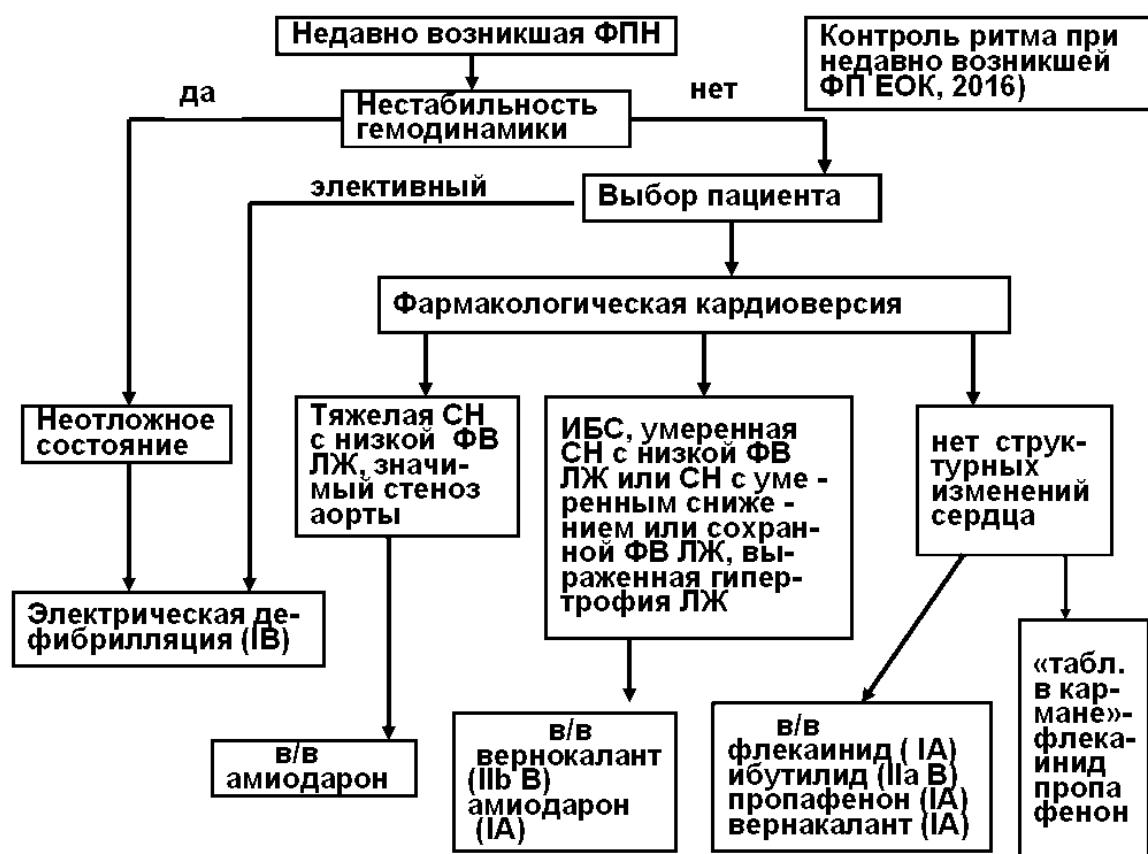 Недавно возникшая ФПН
Контроль ритма при
недавно возникшей
ФП ЕОК, 2016)
да
нет
Нестабильность
гемодинамики
элективный
Выбор пациента
Фармакологическая кардиоверсия
Неотложное
состояние
Тяжелая СН
с низкой ФВ
ЛЖ, значи-
мый стеноз
аорты
ИБС, умеренная
СН с низкой ФВ
ЛЖ или СН с уме -
ренным сниже -
нием или сохран-
ной ФВ ЛЖ, вы-
раженная гипер-
трофия ЛЖ
нет струк-
турных
изменений
сердца
Электрическая де-
фибрилляция (IB)
в/в
амиодарон
в/в
вернокалант
(IIb B)
амиодарон
(IA)
в/в
флекаинид ( IA)
ибутилид (IIa B)
пропафенон (IA)
вернакалант (IA)
«табл.
в кар-
мане»-
флека-
инид
пропа
фенон